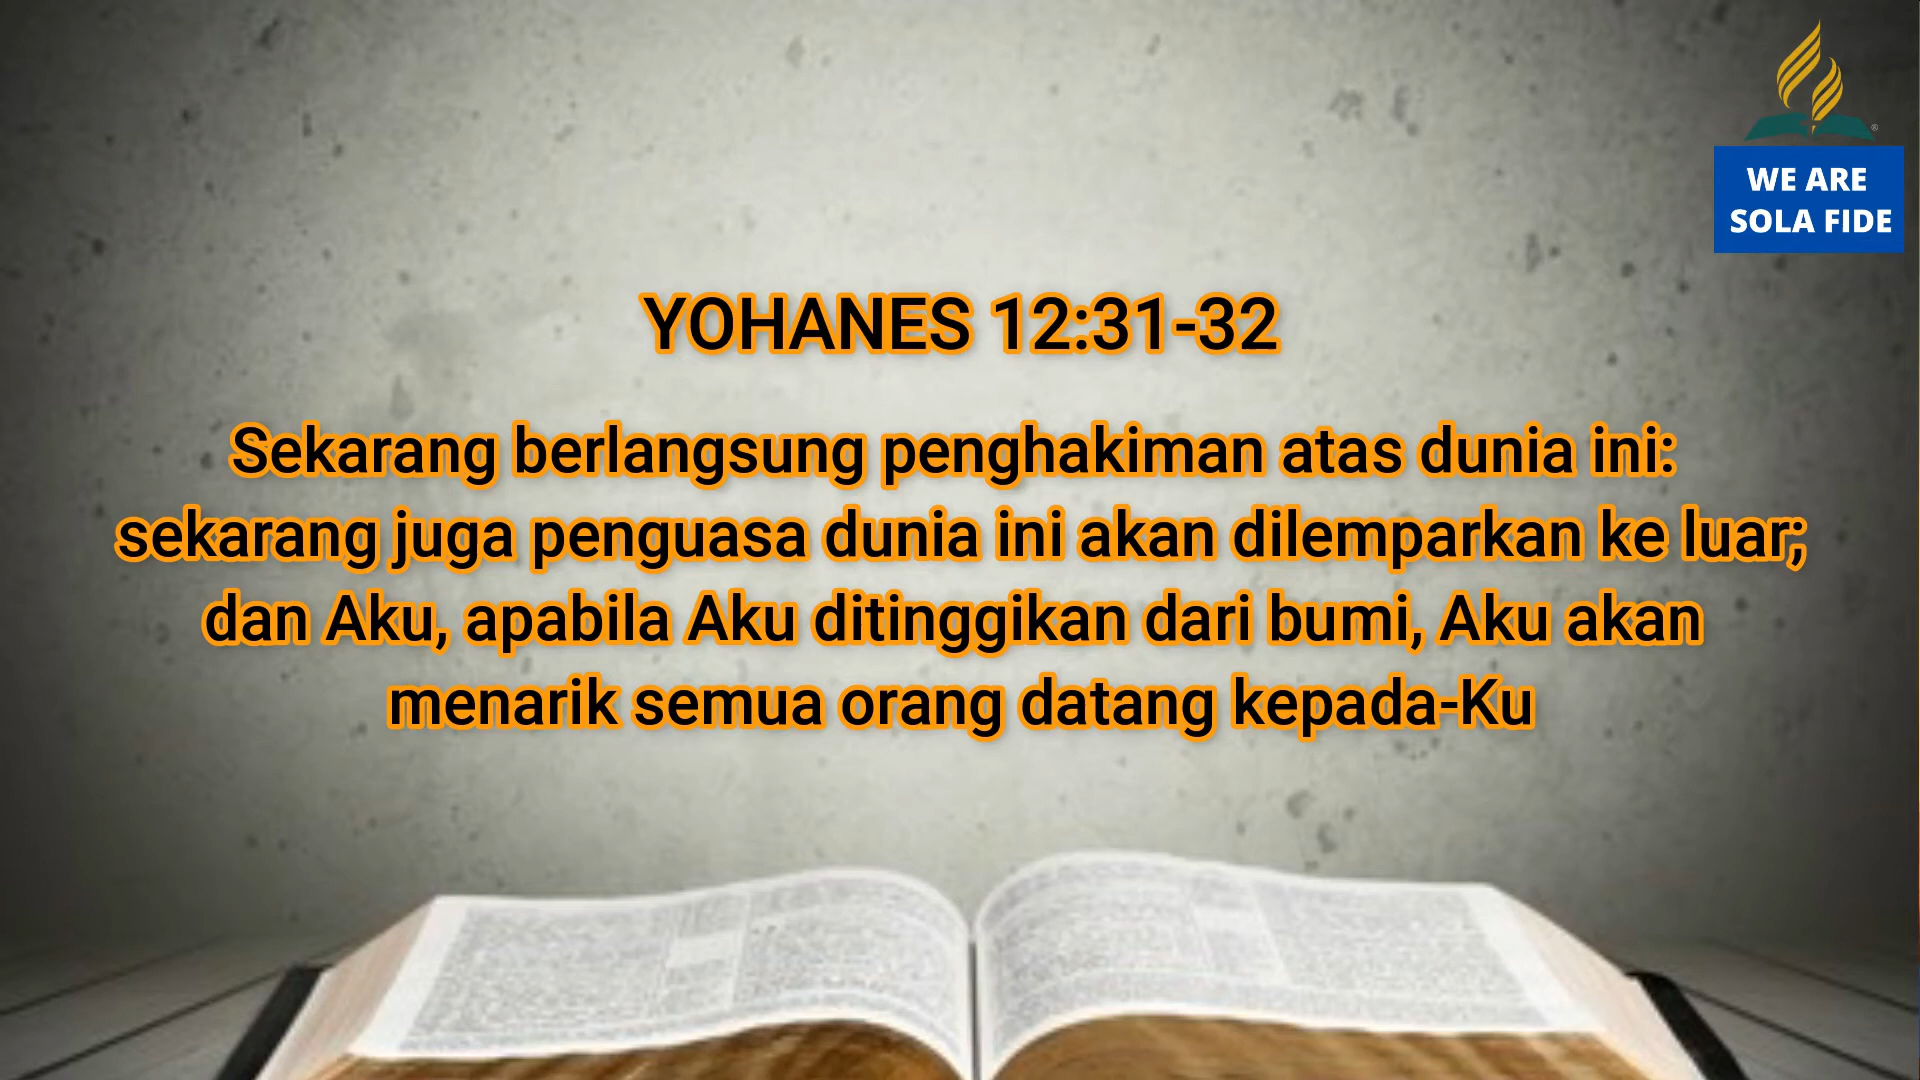 WE ARE
SOLA FIDE
YOHANES 12:31-32
Sekarang berlangsung penghakiman atas dunia ini:
sekarang juga penguasa dunia ini akan dilemparkan ke luar;
dan Aku, apabila Aku ditinggikan dari bumi, Aku akan
menarik semua orang datang kepada-Ku